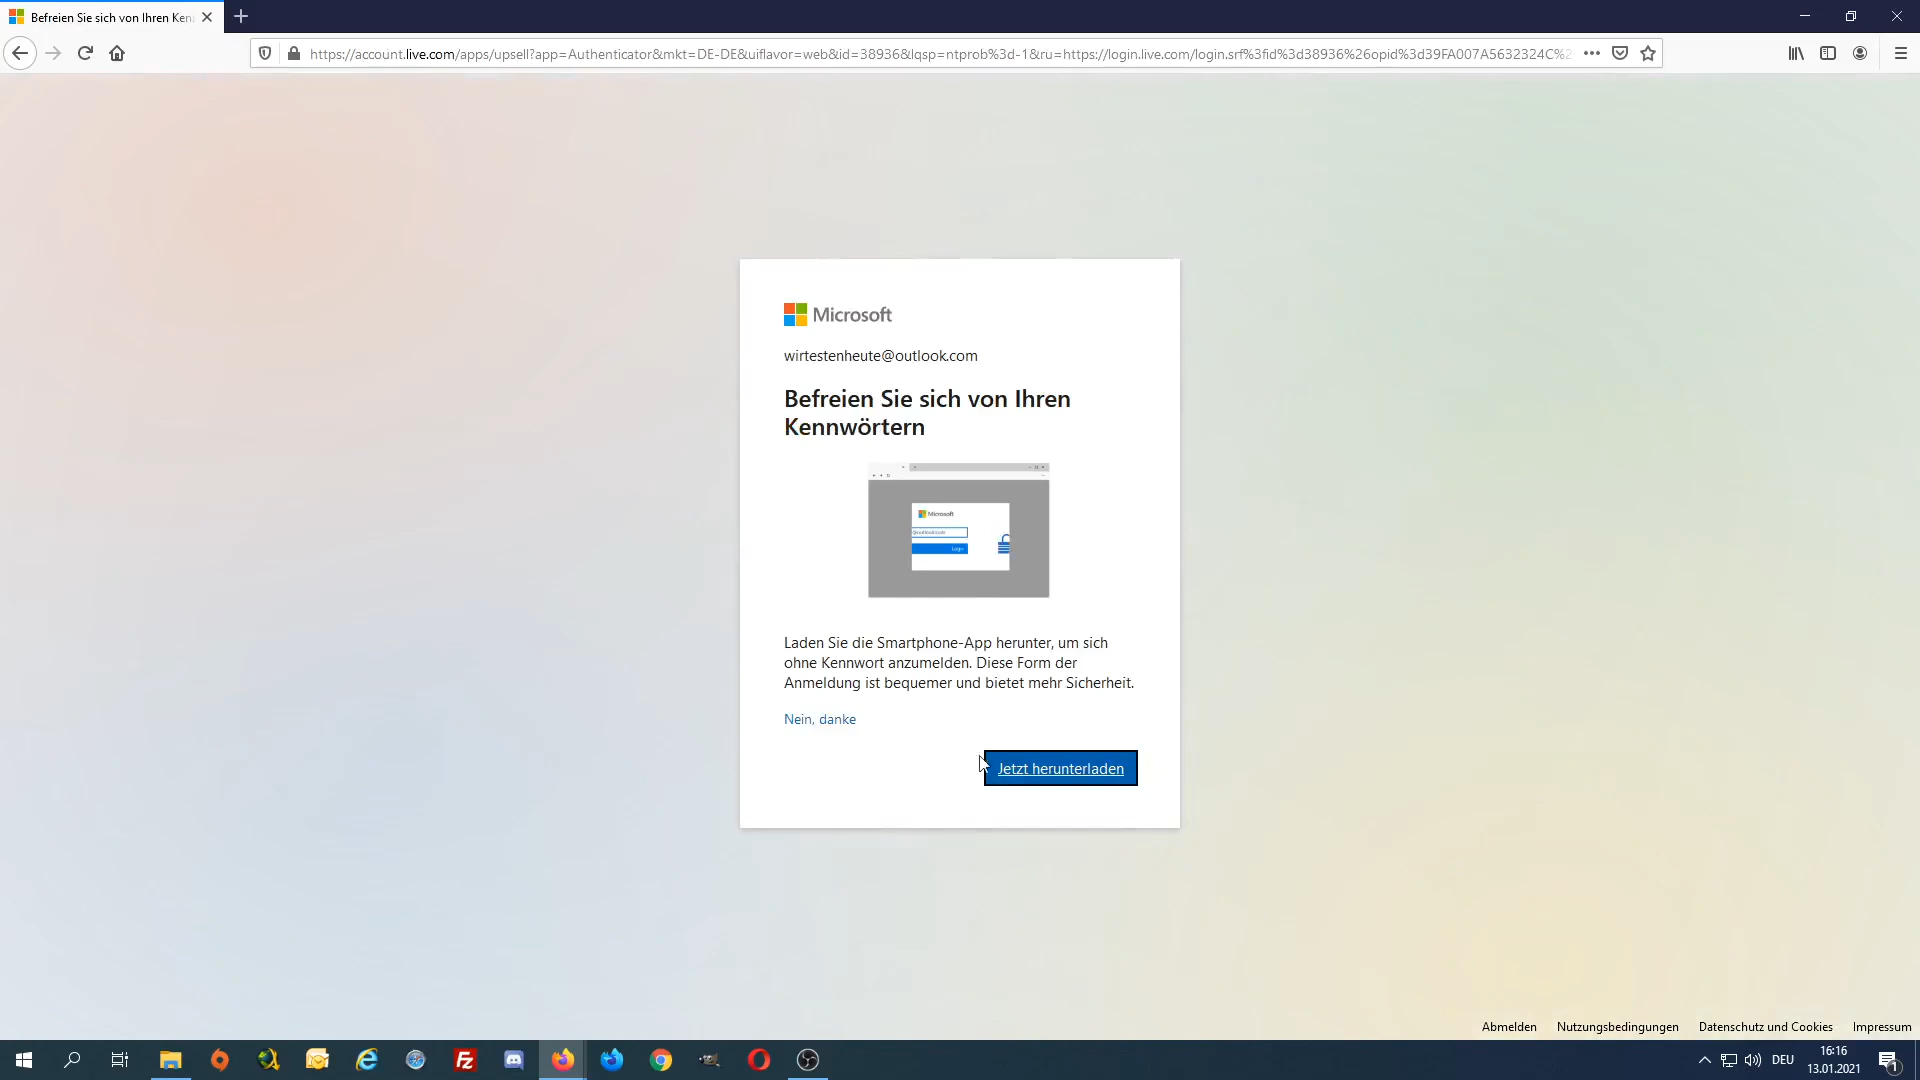 Befreien Sie sich von Ihren Ken
https://account.live.com/apps/upsell?app=Authenticator&mkt=DE-DE&uiflavor=web&id=38936&lqsp=ntprob%3d-1&ru=https://login.live.com/login.srf%3fid%3d38936%26opid%3d39FA007A5632324C%2
Microsoft
wirtestenheute@outlook.com
Befreien Sie sich von Ihren
Kennwörtern
Microsoft
Login
Laden Sie die Smartphone-App herunter, um sich
ohne Kennwort anzumelden. Diese Form der
Anmeldung ist bequemer und bietet mehr Sicherheit.
Nein, danke
Jetzt herunterladen
Abmelden Nutzungsbedingungen Datenschutz und Cookies Impressum
DEU
16:16
13.01.2021
1